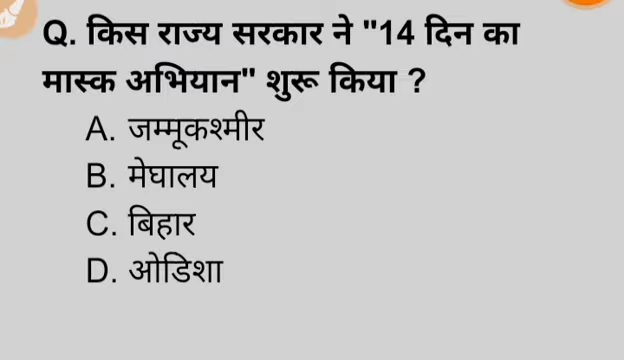 Q. किस राज्य सरकार ने "14 दिन का
मास्क अभियान" शुरू किया ?
A. जम्मूकश्मीर
B. मेघालय
C. बिहार
D. ओडिशा